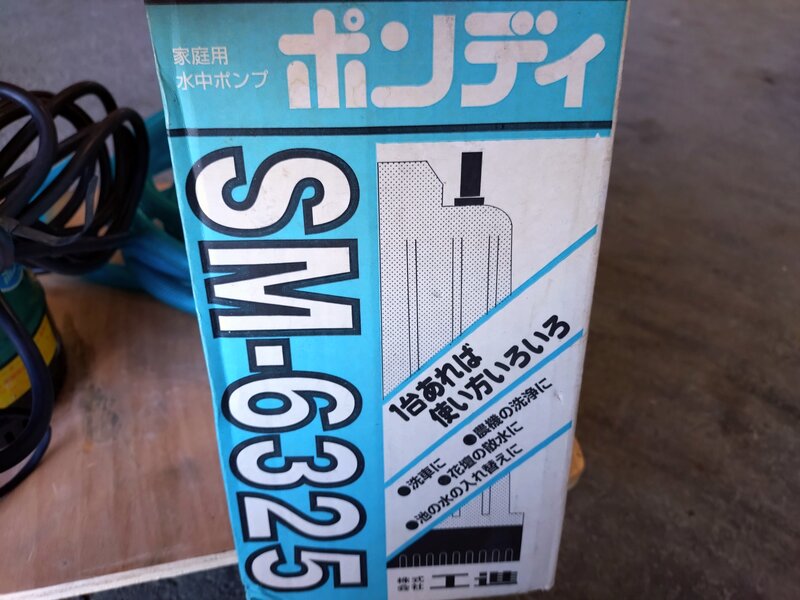 家庭用
水中ポンプ
ポンディ
SM-6325
1台あれば
使い方いろいろ
●洗車に
●農機の洗浄に
●花壇の散水に
●池の水の入れ替えに
株式会社 工進